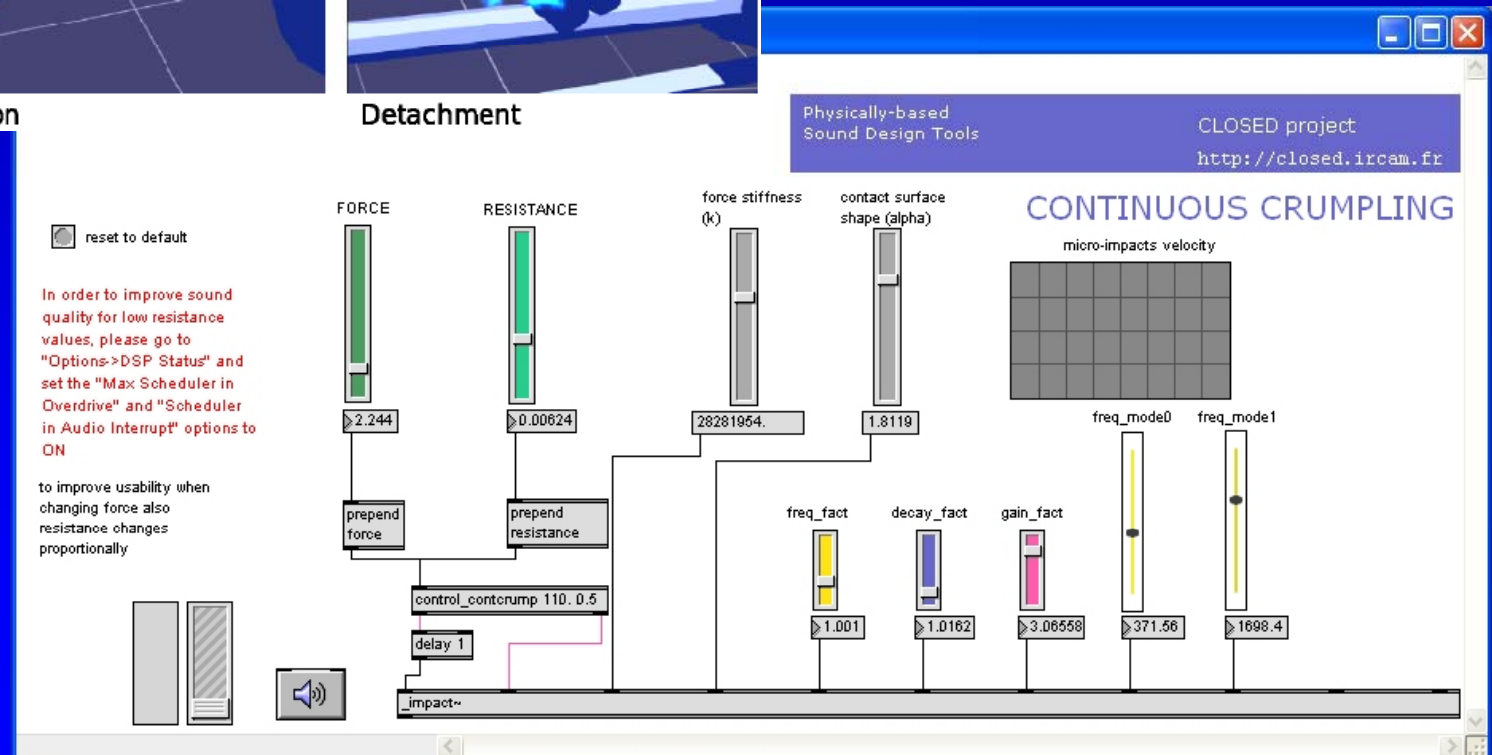 on
Detachment
Physically-based
Sound Design Tools
CLOSED project
http://closed.ircam.fr
CONTINUOUS CRUMPLING
FORCE
RESISTANCE
force stiffness
(k)
contact surface
shape (alpha)
micro-impacts velocity
reset to default
In order to improve sound
quality for low resistance
values, please go to
"Options->DSP Status" and
set the "Max Scheduler in
Overdrive" and "Scheduler
in Audio Interrupt" options to
ON
to improve usability when
changing force also
resistance changes
proportionally
2.244
0.00624
28281954.
1.8119
freq_mode0
freq_mode1
prepend
force
prepend
resistance
freq_fact
decay_fact
gain_fact
control_contcrump 110. 0.5
1.001
1.0162
3.06558
371.56
1698.4
delay 1
_impact~